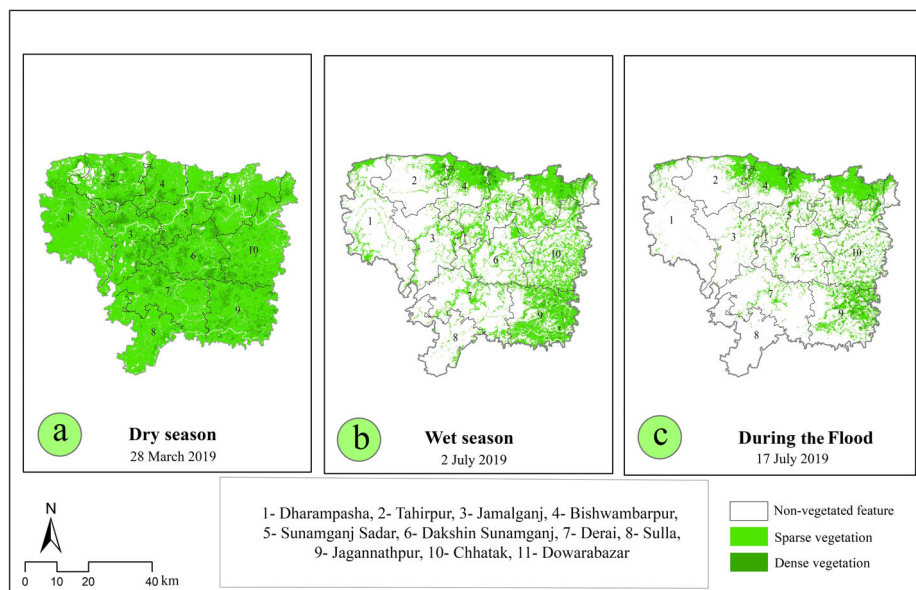 2
4
11
1
5
3
6
10
7
9
8
a
Dry season
28 March 2019
2
4
11
5
1
3
6
10
7
9
8
b
Wet season
2 July 2019
2
4
11
5
1
3
6
10
7
9
8
c
During the Flood
17 July 2019
N
0 10 20 40 km
1- Dharampasha, 2- Tahirpur, 3- Jamalganj, 4- Bishwambarpur,
5- Sunamganj Sadar, 6- Dakshin Sunamganj, 7- Derai, 8- Sulla,
9- Jagannathpur, 10- Chhatak, 11- Dowarabazar
Non-vegetated feature
Sparse vegetation
Dense vegetation